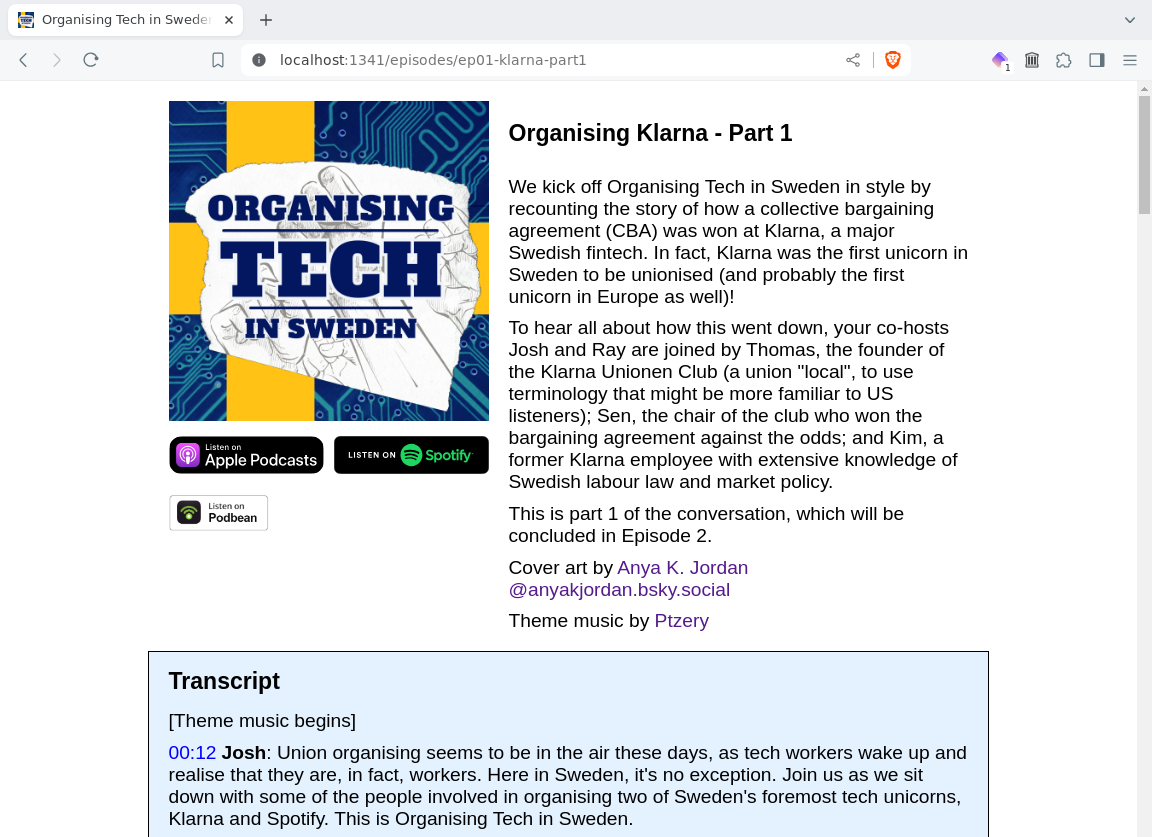 Organising Tech in Swede
localhost:1341/episodes/ep01-klarna-part1
1
ORGANISING
TECH
IN SWEDEN
Listen on
Apple Podcasts
LISTEN ON Spotify
Listen on
Podbean
Organising Klarna - Part 1
We kick off Organising Tech in Sweden in style by
recounting the story of how a collective bargaining
agreement (CBA) was won at Klarna, a major
Swedish fintech. In fact, Klarna was the first unicorn in
Sweden to be unionised (and probably the first
unicorn in Europe as well)!
To hear all about how this went down, your co-hosts
Josh and Ray are joined by Thomas, the founder of
the Klarna Unionen Club (a union "local", to use
terminology that might be more familiar to US
listeners); Sen, the chair of the club who won the
bargaining agreement against the odds; and Kim, a
former Klarna employee with extensive knowledge of
Swedish labour law and market policy.
This is part 1 of the conversation, which will be
concluded in Episode 2.
Cover art by Anya K. Jordan
@anyakjordan.bsky.social
Theme music by Ptzery
Transcript
[Theme music begins]
00:12 Josh: Union organising seems to be in the air these days, as tech workers wake up and
realise that they are, in fact, workers. Here in Sweden, it's no exception. Join us as we sit
down with some of the people involved in organising two of Sweden's foremost tech unicorns,
Klarna and Spotify. This is Organising Tech in Sweden.